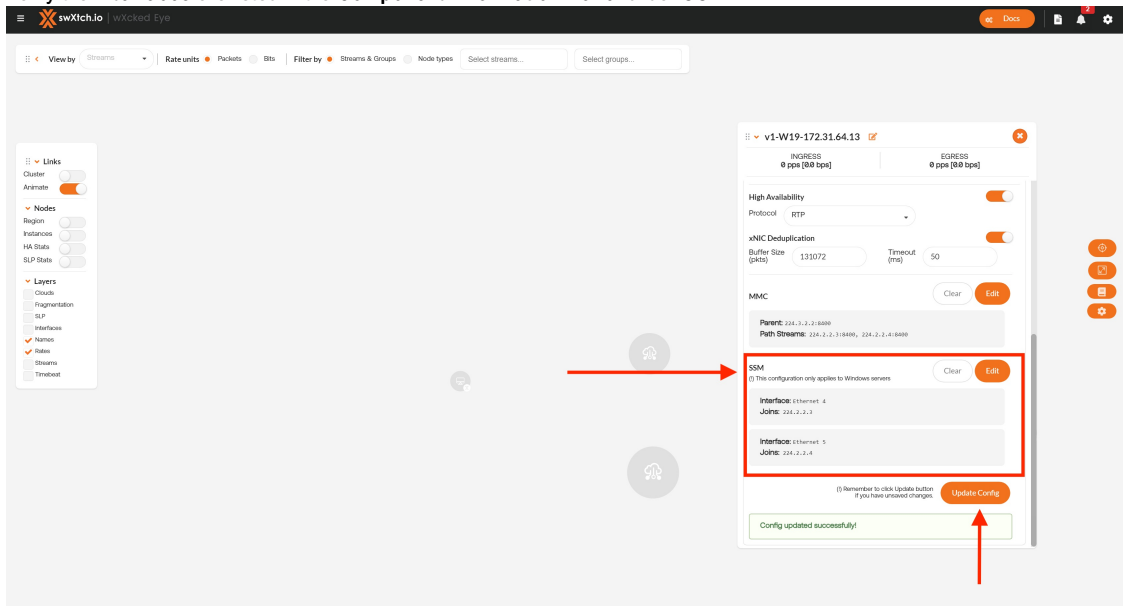 swXtch.io | wXcked Eye
Docs
2
View by Streams Rate units Packets Bits Filter by Streams & Groups Node types Select streams... Select groups...
Links
Cluster
Animate
Nodes
Region
Instances
HA Stats
SLP Stats
Layers
Clouds
Fragmentation
SLP
Interfaces
Names
Rates
Streams
Timebeat
v1-W19-172.31.64.13
INGRESS EGRESS
0 pps [0.0 bps] 0 pps [0.0 bps]
High Availability
Protocol RTP
xNIC Deduplication
Buffer Size (pkts) 131072 Timeout (ms) 50
MMC Clear Edit
Parent: 224.3.2.2:8400
Path Streams: 224.2.2.3:8400, 224.2.2.4:8400
SSM Clear Edit
(!) This configuration only applies to Windows servers
Interface: Ethernet 4
Joins: 224.2.2.3
Interface: Ethernet 5
Joins: 224.2.2.4
(!) Remember to click Update button
if you have unsaved changes.
Update Config
Config updated successfully!